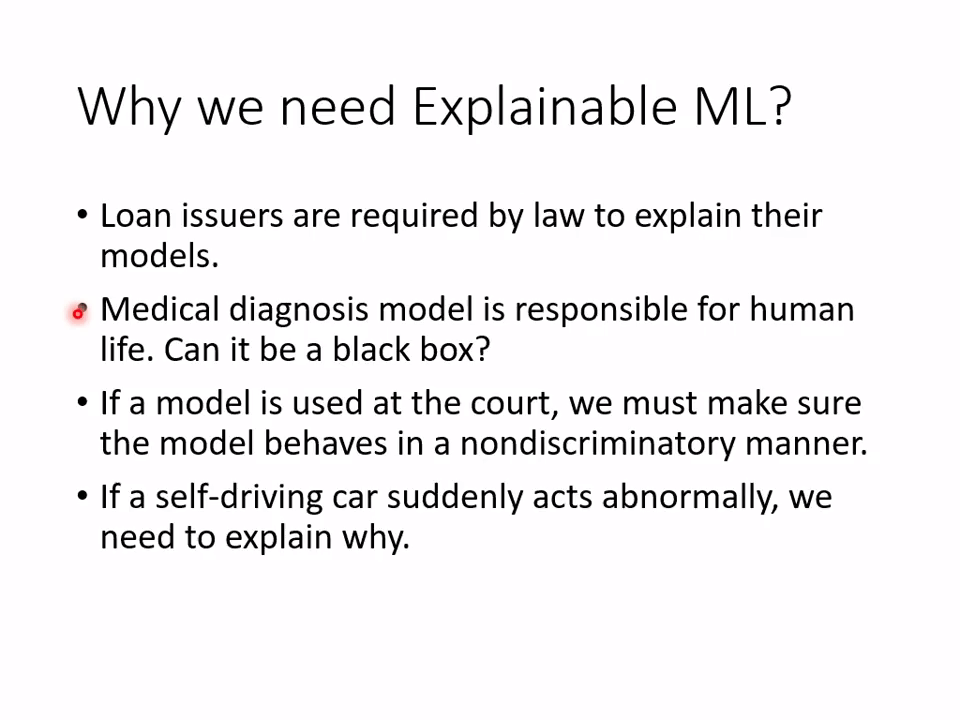 Why we need Explainable ML?
• Loan issuers are required by law to explain their
models.
• Medical diagnosis model is responsible for human
life. Can it be a black box?
• If a model is used at the court, we must make sure
the model behaves in a nondiscriminatory manner.
• If a self-driving car suddenly acts abnormally, we
need to explain why.